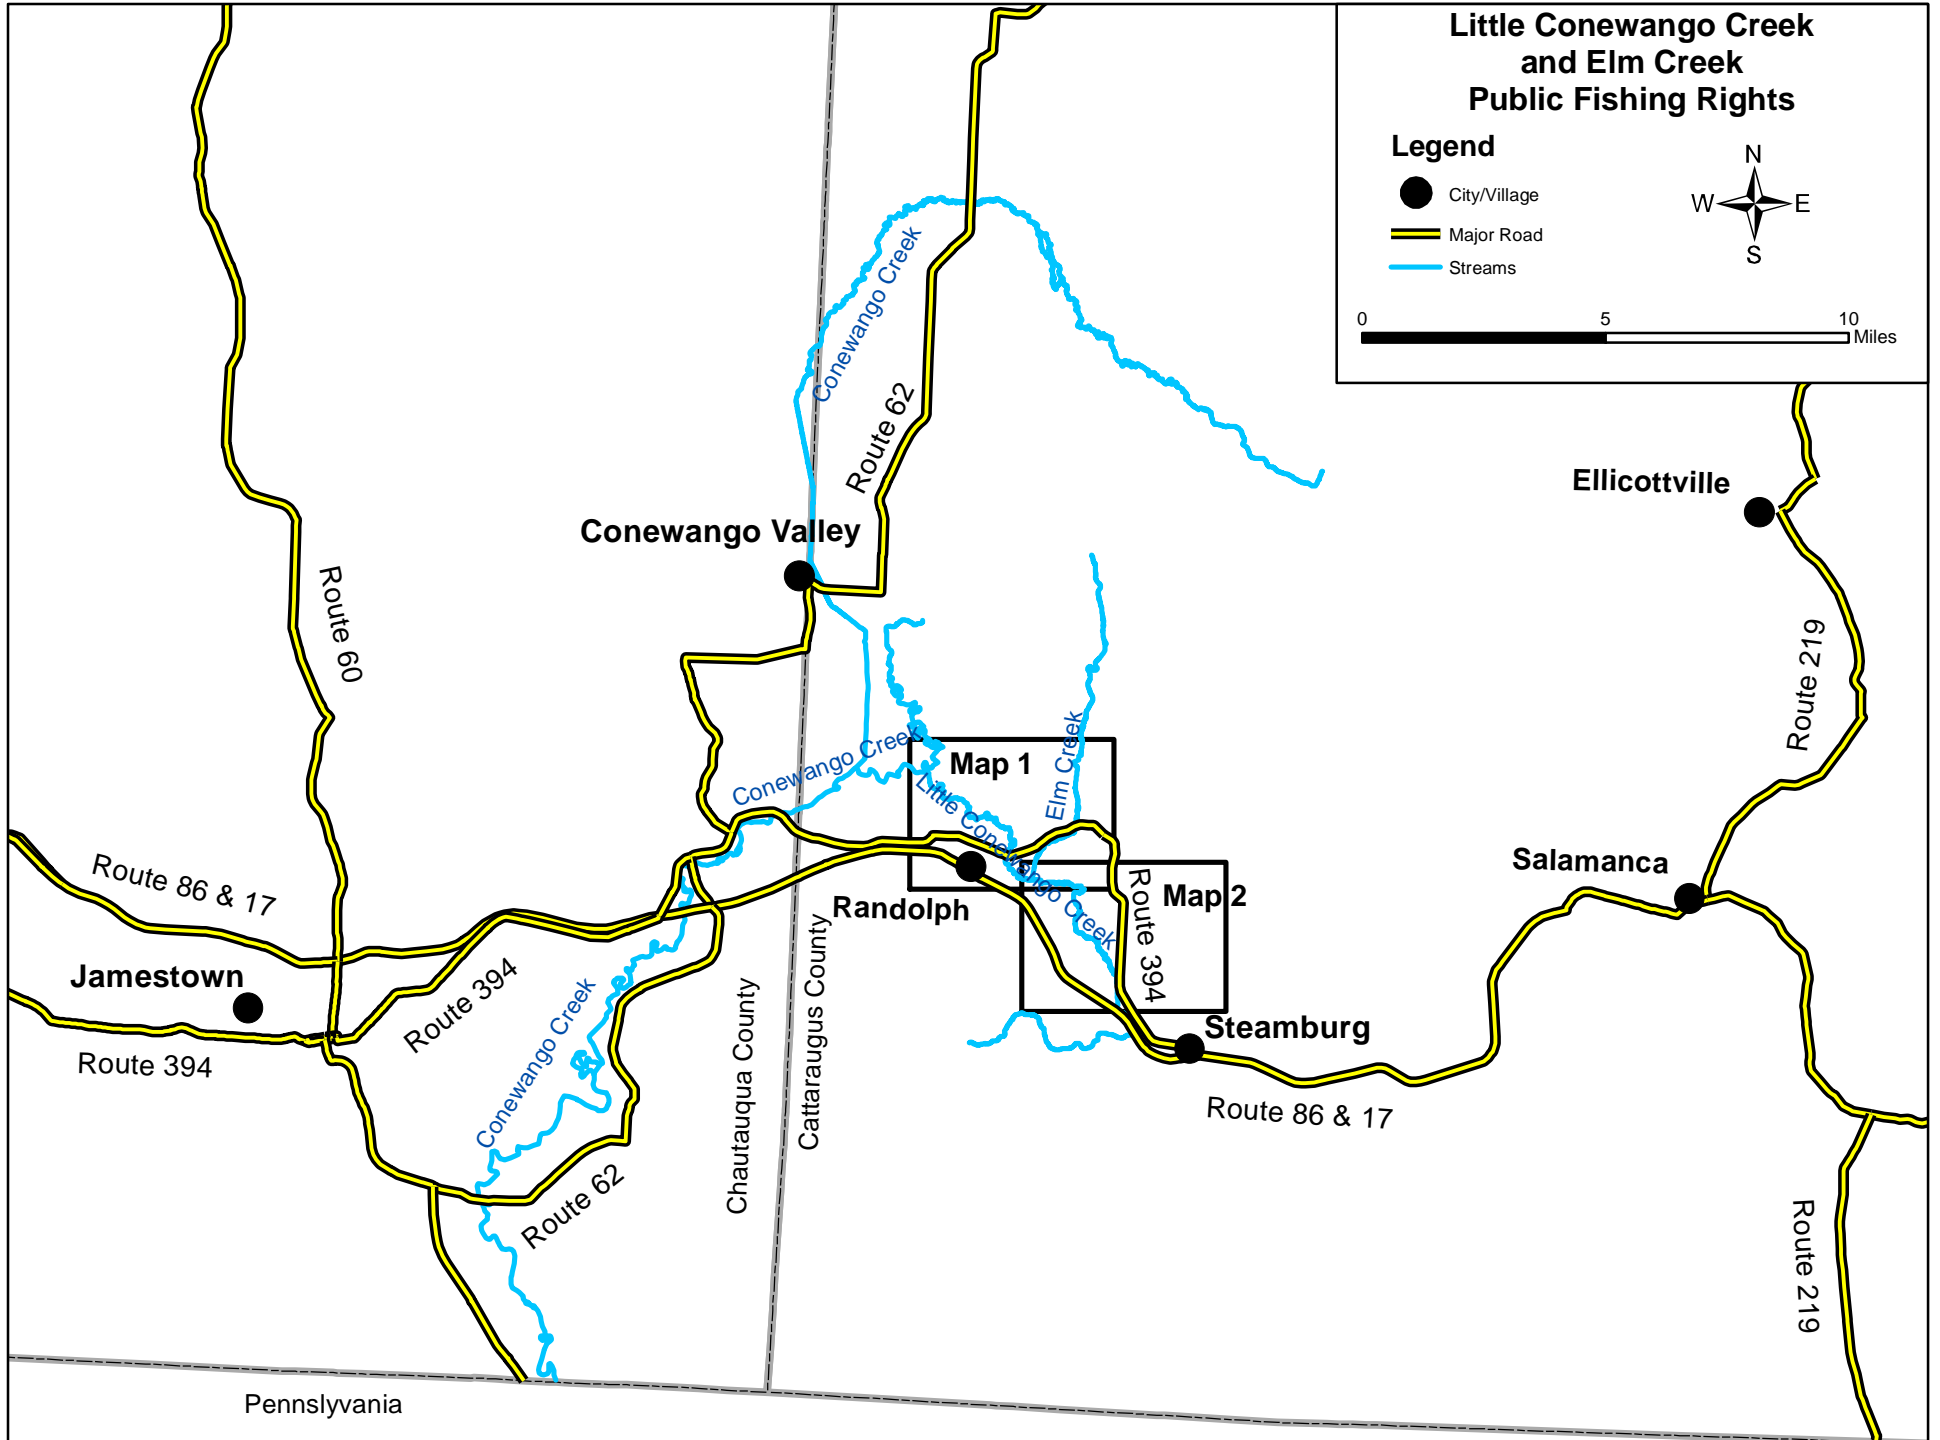 Little Conewango Creek
and Elm Creek
Public Fishing Rights
Legend
City/Village
Major Road
Streams
N
W
E
S
0
5
10
Miles
Conewango Creek
Route 62
Ellicottville
Conewango Valley
Route 60
Route 219
Conewango Creek
Map 1
Elm Creek
Little Conewango Creek
Route 86 & 17
Salamanca
Randolph
Map 2
Route 394
Jamestown
Route 394
Route 394
Conewango Creek
Chautauqua County
Cattaraugus County
Steamburg
Route 86 & 17
Route 62
Route 219
Pennslyvania